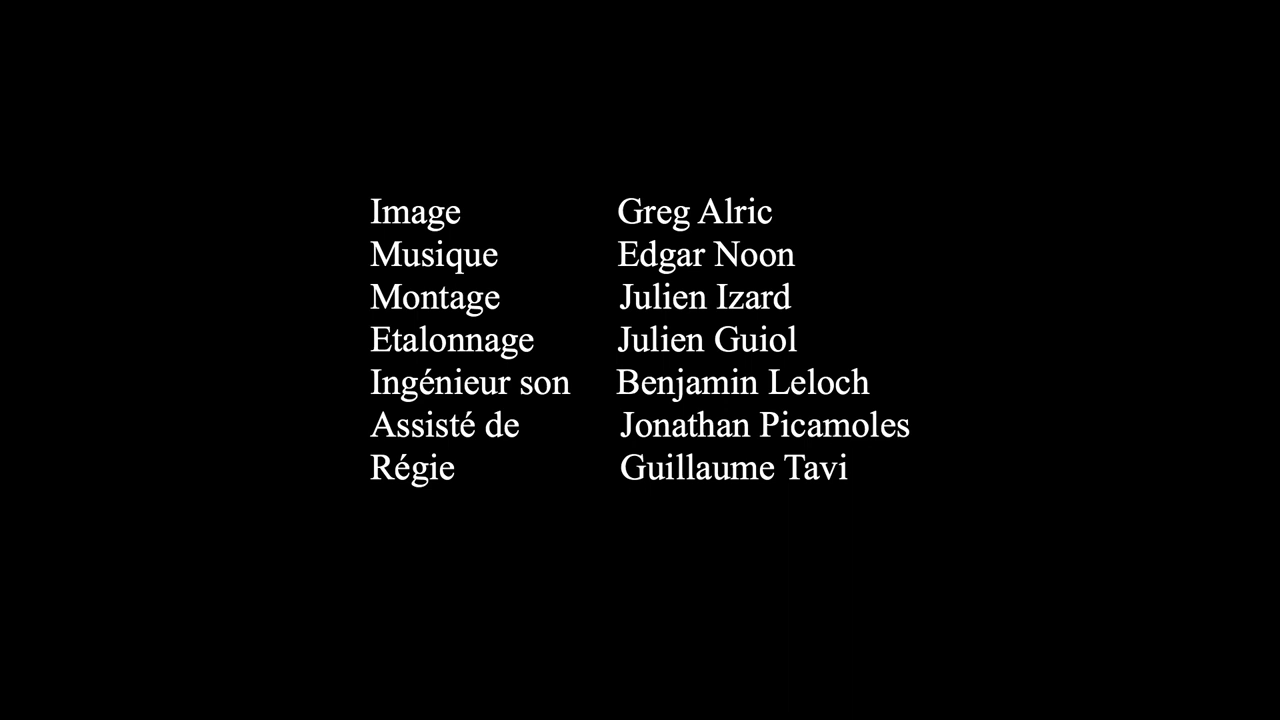 Image Greg Alric
Musique Edgar Noon
Montage Julien Izard
Etalonnage Julien Guiol
Ingénieur son Benjamin Leloch
Assisté de Jonathan Picamoles
Régie Guillaume Tavi